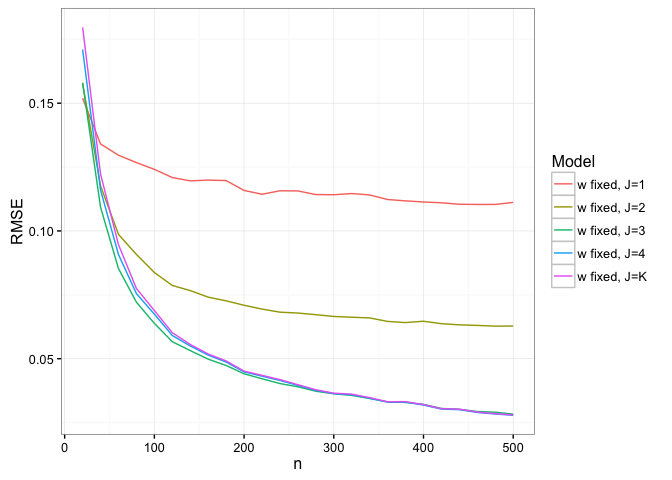 RMSE
0.15
0.10
0.05
0
100
200
300
400
500
n
Model
w fixed, J=1
w fixed, J=2
w fixed, J=3
w fixed, J=4
w fixed, J=K